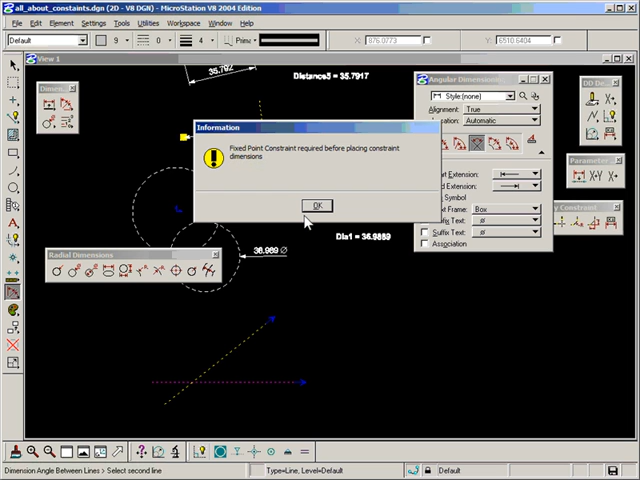 all_about_constaints.dgn (2D - V8 DGN) - MicroStation V8 2004 Edition
File Edit Element Settings Tools Utilities Workspace Window Help
Default 9 0 4 Prim: X: 876.0773 Y: 6510.6404
View 1
35.792
Distance5 = 35.7917
Dimen...
Angular Dimension
Style:(none)
Alignment: True
Location: Automatic
DD De
Information
Fixed Point Constraint required before placing constraint
dimensions
OK
Parameter
X+Y
Extension:
Extension:
Symbol
Frame: Box
Text: ø
Suffix Text: ø
Association
Constraint
Dia1 = 36.9889
36.989 Ø
Radial Dimensions
Dimension Angle Between Lines > Select second line
Type=Line, Level=Default
Default